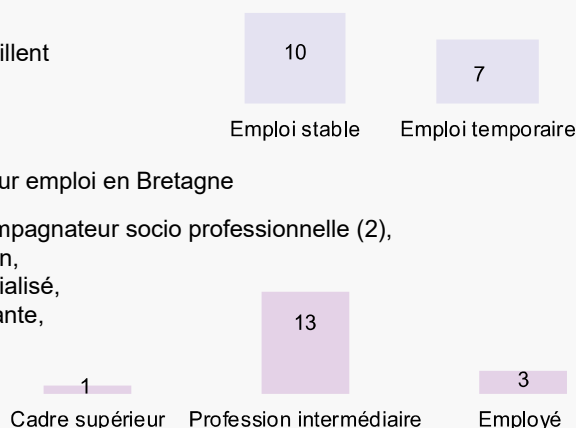 10
illent
7
Emploi stable Emploi temporaire
ur emploi en Bretagne
mpagnateur socio professionnelle (2),
n,
ialisé,
ante,
13
1
3
Cadre supérieur Profession intermédiaire Employé